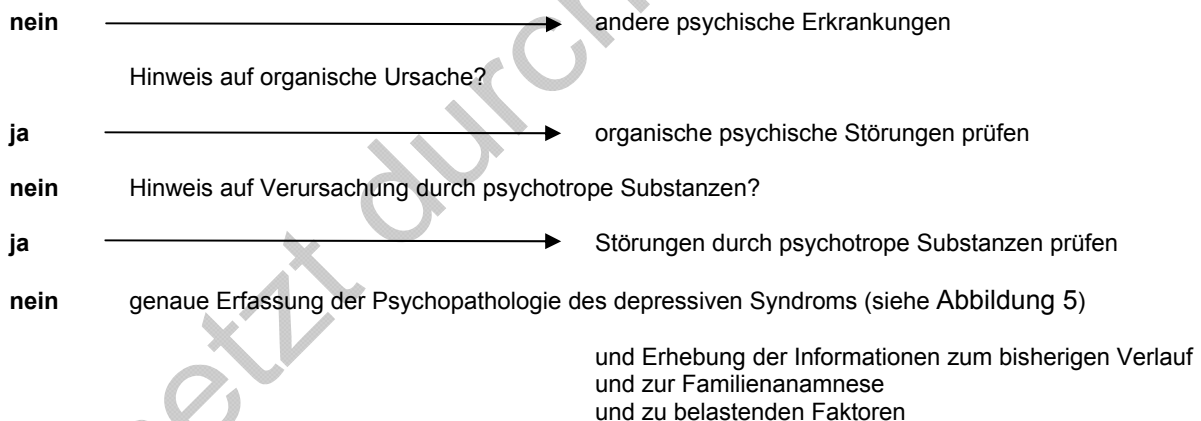 nein andere psychische Erkrankungen
Hinweis auf organische Ursache?
ja organische psychische Störungen prüfen
nein Hinweis auf Verursachung durch psychotrope Substanzen?
ja Störungen durch psychotrope Substanzen prüfen
nein genaue Erfassung der Psychopathologie des depressiven Syndroms (siehe Abbildung 5)
und Erhebung der Informationen zum bisherigen Verlauf
und zur Familienanamnese
und zu belastenden Faktoren